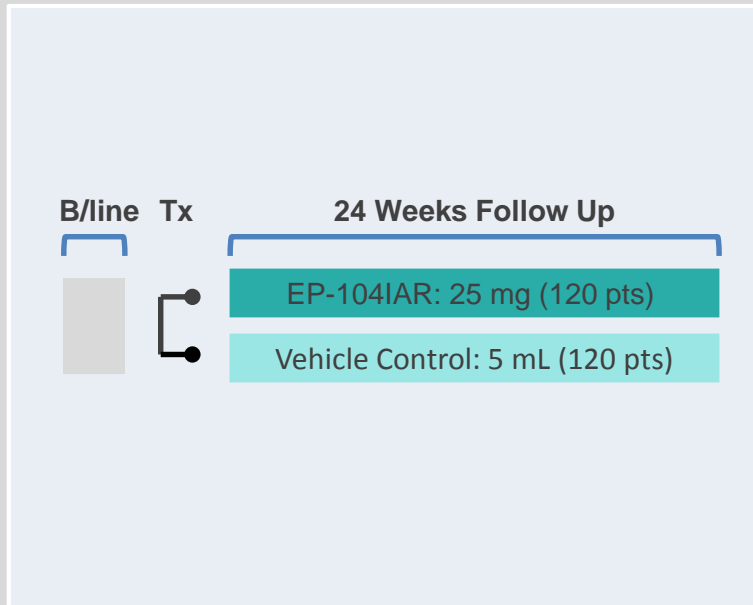 B/line Tx 24 Weeks Follow Up
EP-104IAR: 25 mg (120 pts)
Vehicle Control: 5 mL (120 pts)